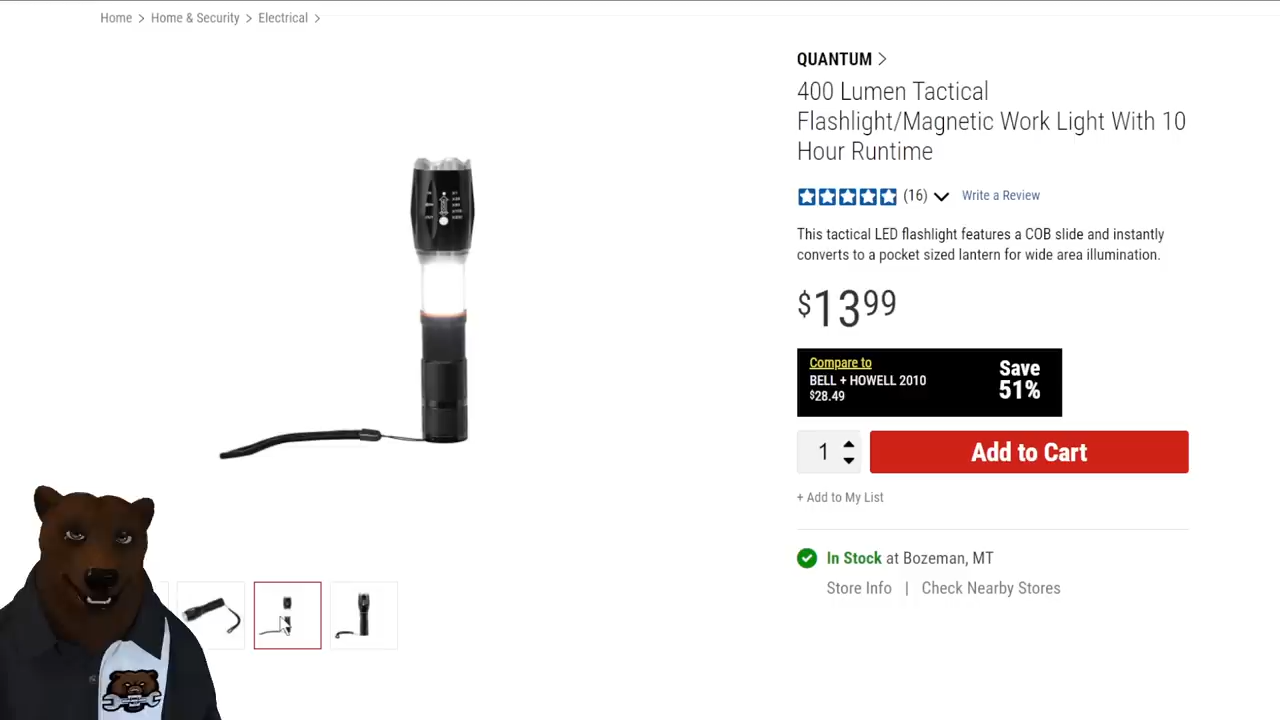 Home > Home & Security > Electrical >
QUANTUM >
400 Lumen Tactical
Flashlight/Magnetic Work Light With 10
Hour Runtime
(16) Write a Review
This tactical LED flashlight features a COB slide and instantly
converts to a pocket sized lantern for wide area illumination.
$13.99
Compare to
BELL + HOWELL 2010
$28.49
Save
51%
1
Add to Cart
+ Add to My List
In Stock at Bozeman, MT
Store Info | Check Nearby Stores